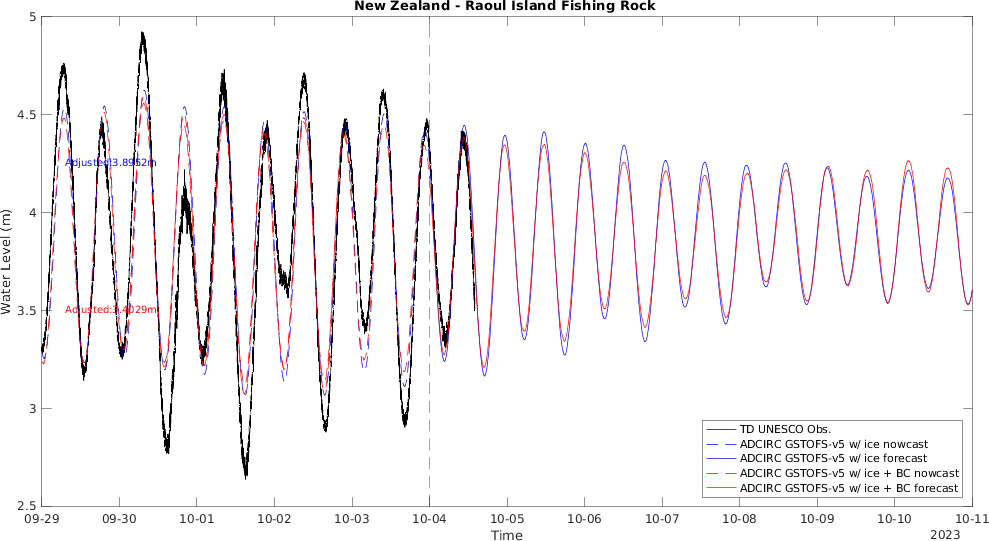 New Zealand - Raoul Island Fishing Rock
Water Level (m)
5
4.5
4
3.5
3
2.5
Adjusted:3.8952m
Adjusted:3.4029m
TD UNESCO Obs.
ADCIRC GSTOFS-v5 w/ ice nowcast
ADCIRC GSTOFS-v5 w/ ice forecast
ADCIRC GSTOFS-v5 w/ ice + BC nowcast
ADCIRC GSTOFS-v5 w/ ice + BC forecast
09-29 09-30 10-01 10-02 10-03 10-04 10-05 10-06 10-07 10-08 10-09 10-10 10-11
Time
2023